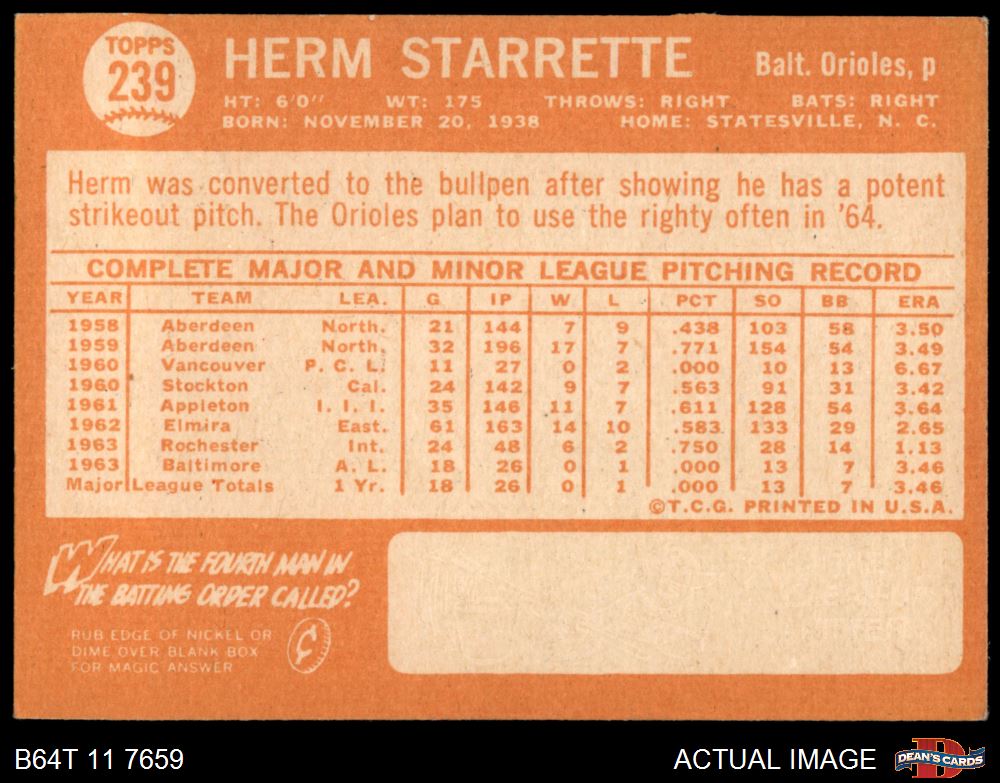 TOPPS
239
HERM STARRETTE
Balt. Orioles, p
HT: 6'0" WT: 175 THROWS: RIGHT BATS: RIGHT
BORN: NOVEMBER 20, 1938 HOME: STATESVILLE, N. C.
Herm was converted to the bullpen after showing he has a potent
strikeout pitch. The Orioles plan to use the righty often in '64.
COMPLETE MAJOR AND MINOR LEAGUE PITCHING RECORD
YEAR TEAM LEA. G IP W L PCT SO BB ERA
1958 Aberdeen North. 21 144 7 9 .438 103 58 3.50
1959 Aberdeen North. 32 196 17 7 .771 154 54 3.49
1960 Vancouver P. C. L. 11 27 0 2 .000 10 13 6.67
1960 Stockton Cal. 24 142 9 7 .563 91 31 3.42
1961 Appleton I. I. I. 35 146 11 7 .611 128 54 3.64
1962 Elmira East. 61 163 14 10 .583 133 29 2.65
1963 Rochester Int. 24 48 6 2 .750 28 14 1.13
1963 Baltimore A. L. 18 26 0 1 .000 13 7 3.46
Major League Totals 1 Yr. 18 26 0 1 .000 13 7 3.46
©T.C.G. PRINTED IN U.S.A.
WHAT IS THE FOURTH MAN IN
THE BATTING ORDER CALLED?
RUB EDGE OF NICKEL OR
DIME OVER BLANK BOX
FOR MAGIC ANSWER
B64T 11 7659
ACTUAL IMAGE
DEAN'S CARDS